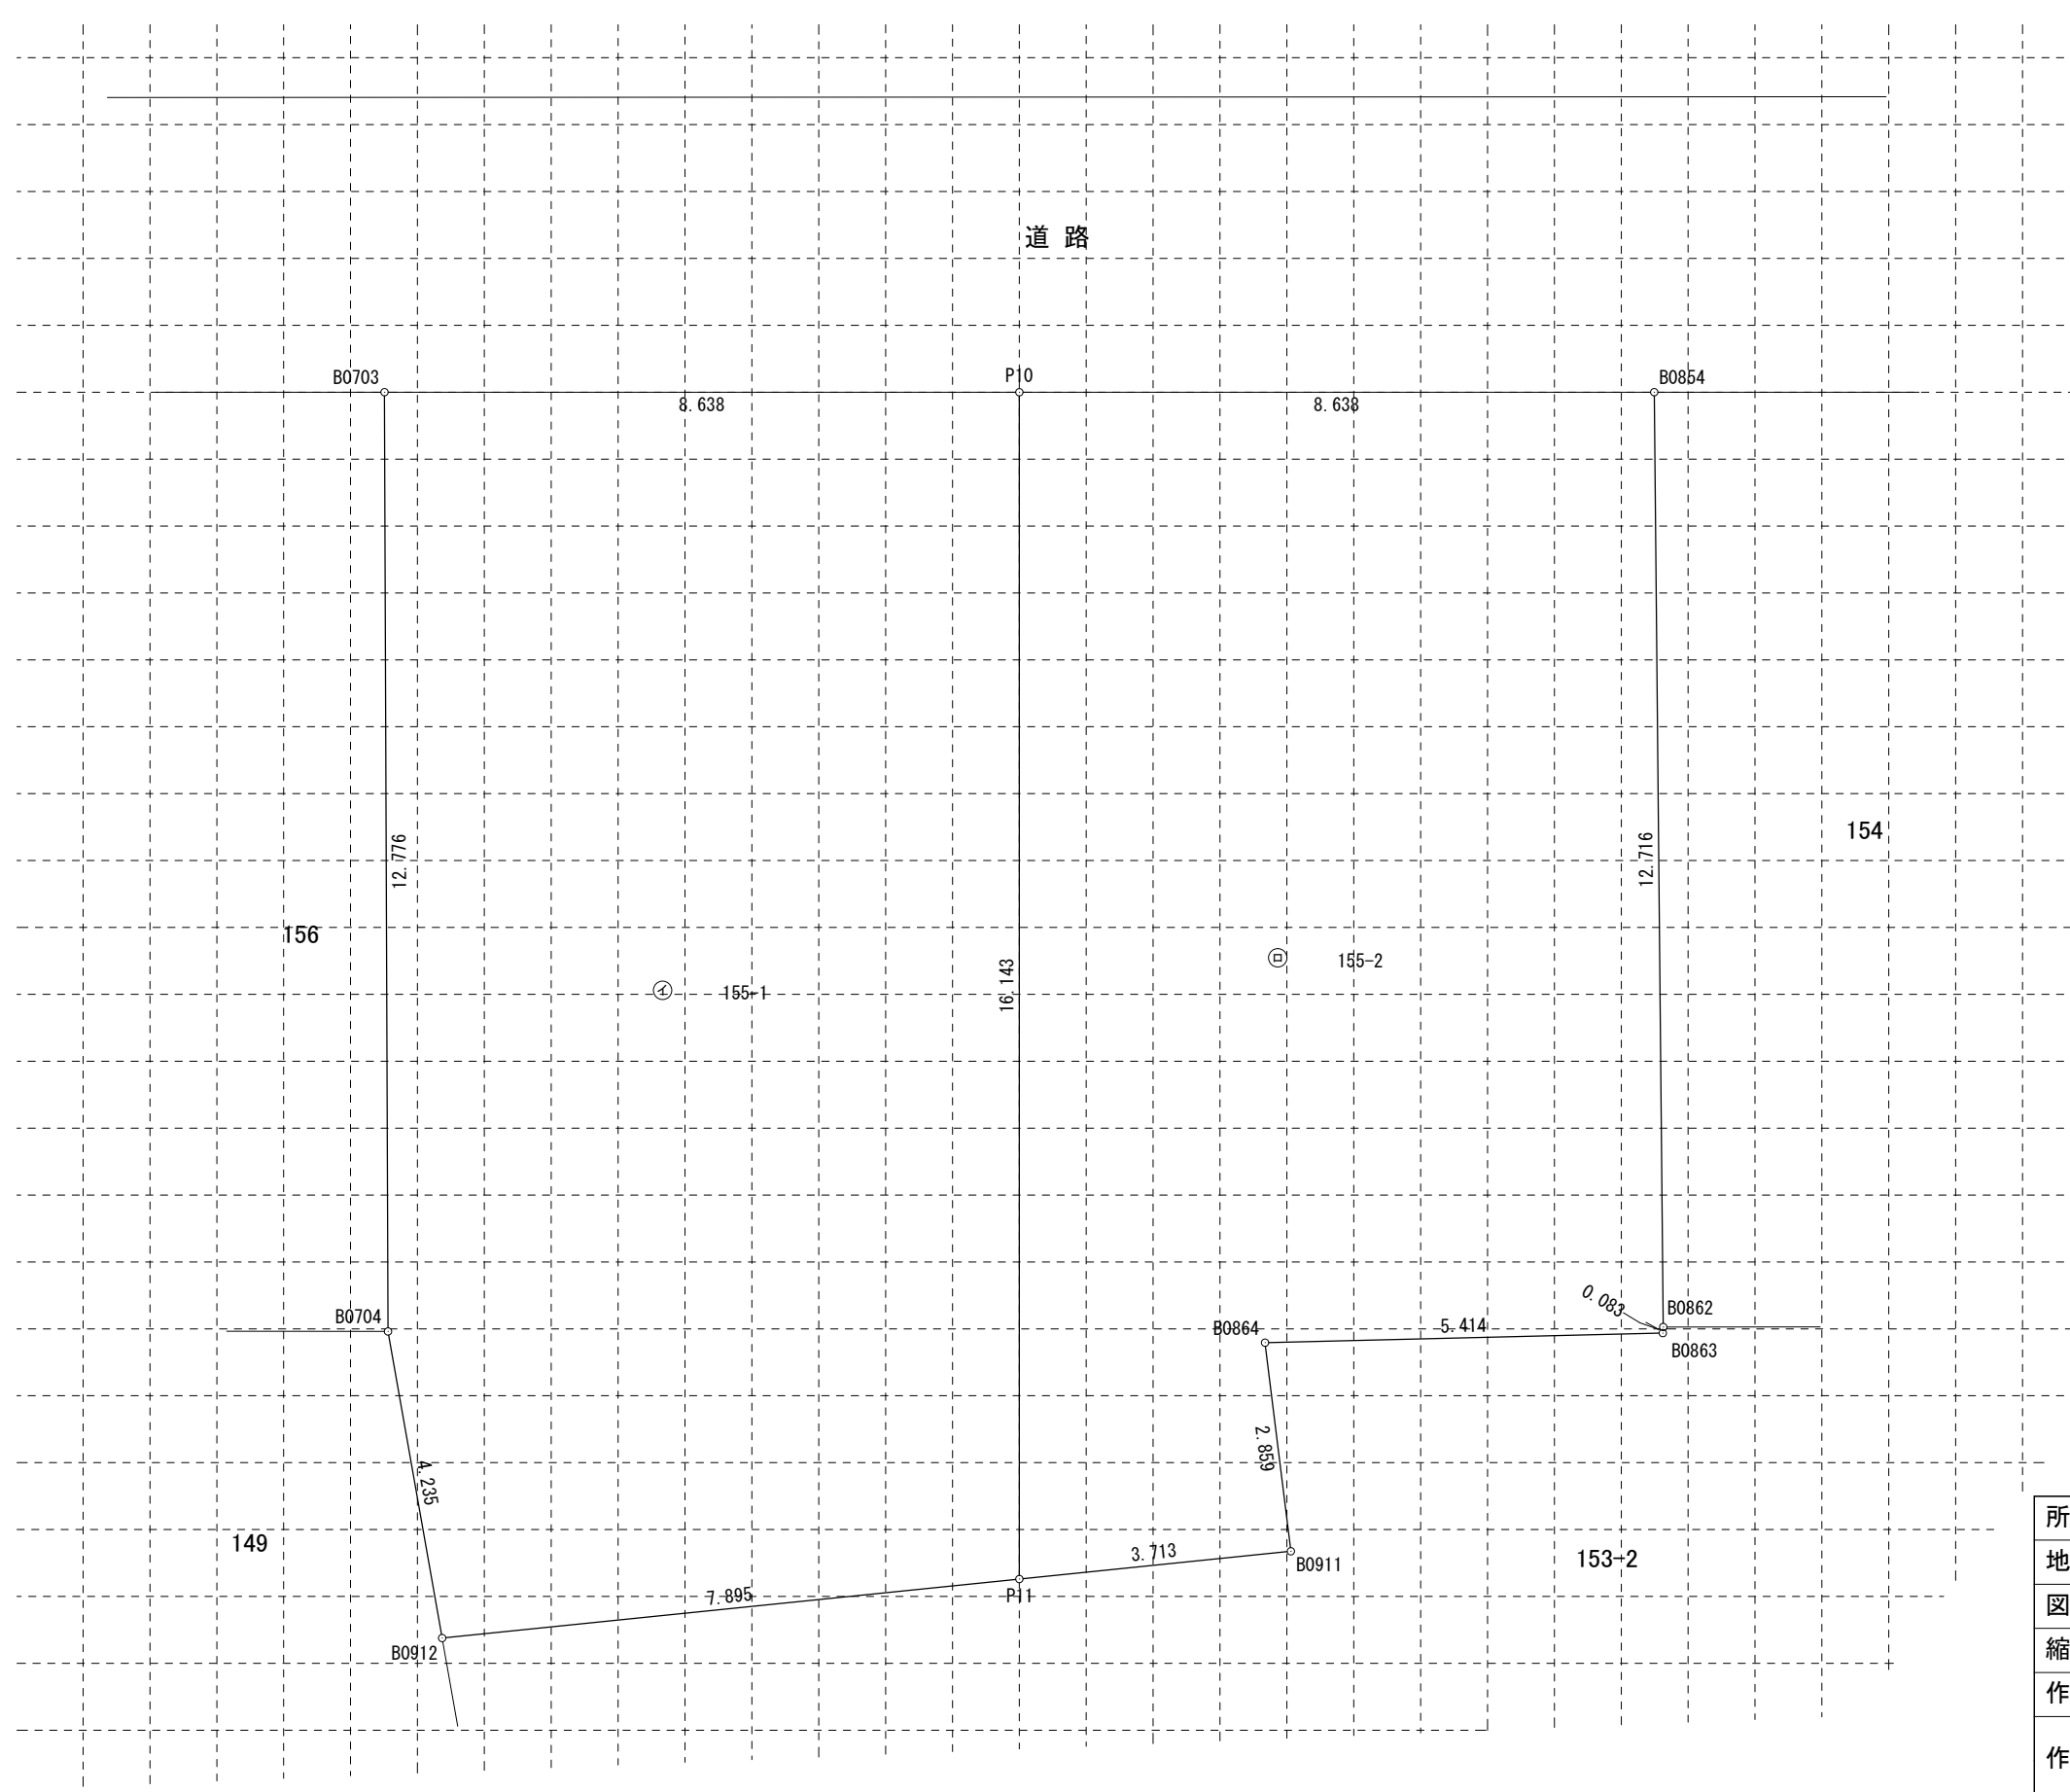 道 路
B0703
P10
B0854
8.638
8.638
12.776
12.716
154
156
16.143
㋑ 155-1
㋺ 155-2
B0704
B0864
5.414
0.083
B0862
B0863
4.235
2.859
149
3.713
B0911
153-2
7.895
P11
B0912
所
地
図
縮
作
作